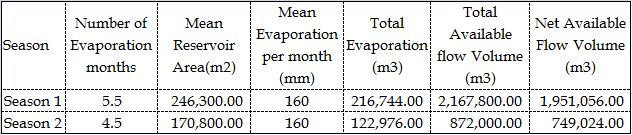 Season Number of Evaporation months Mean Reservoir Area(m2) Mean Evaporation per month (mm) Total Evaporation (m3) Total Available flow Volume (m3) Net Available Flow Volume (m3)
Season 1 5.5 246,300.00 160 216,744.00 2,167,800.00 1,951,056.00
Season 2 4.5 170,800.00 160 122,976.00 872,000.00 749,024.00